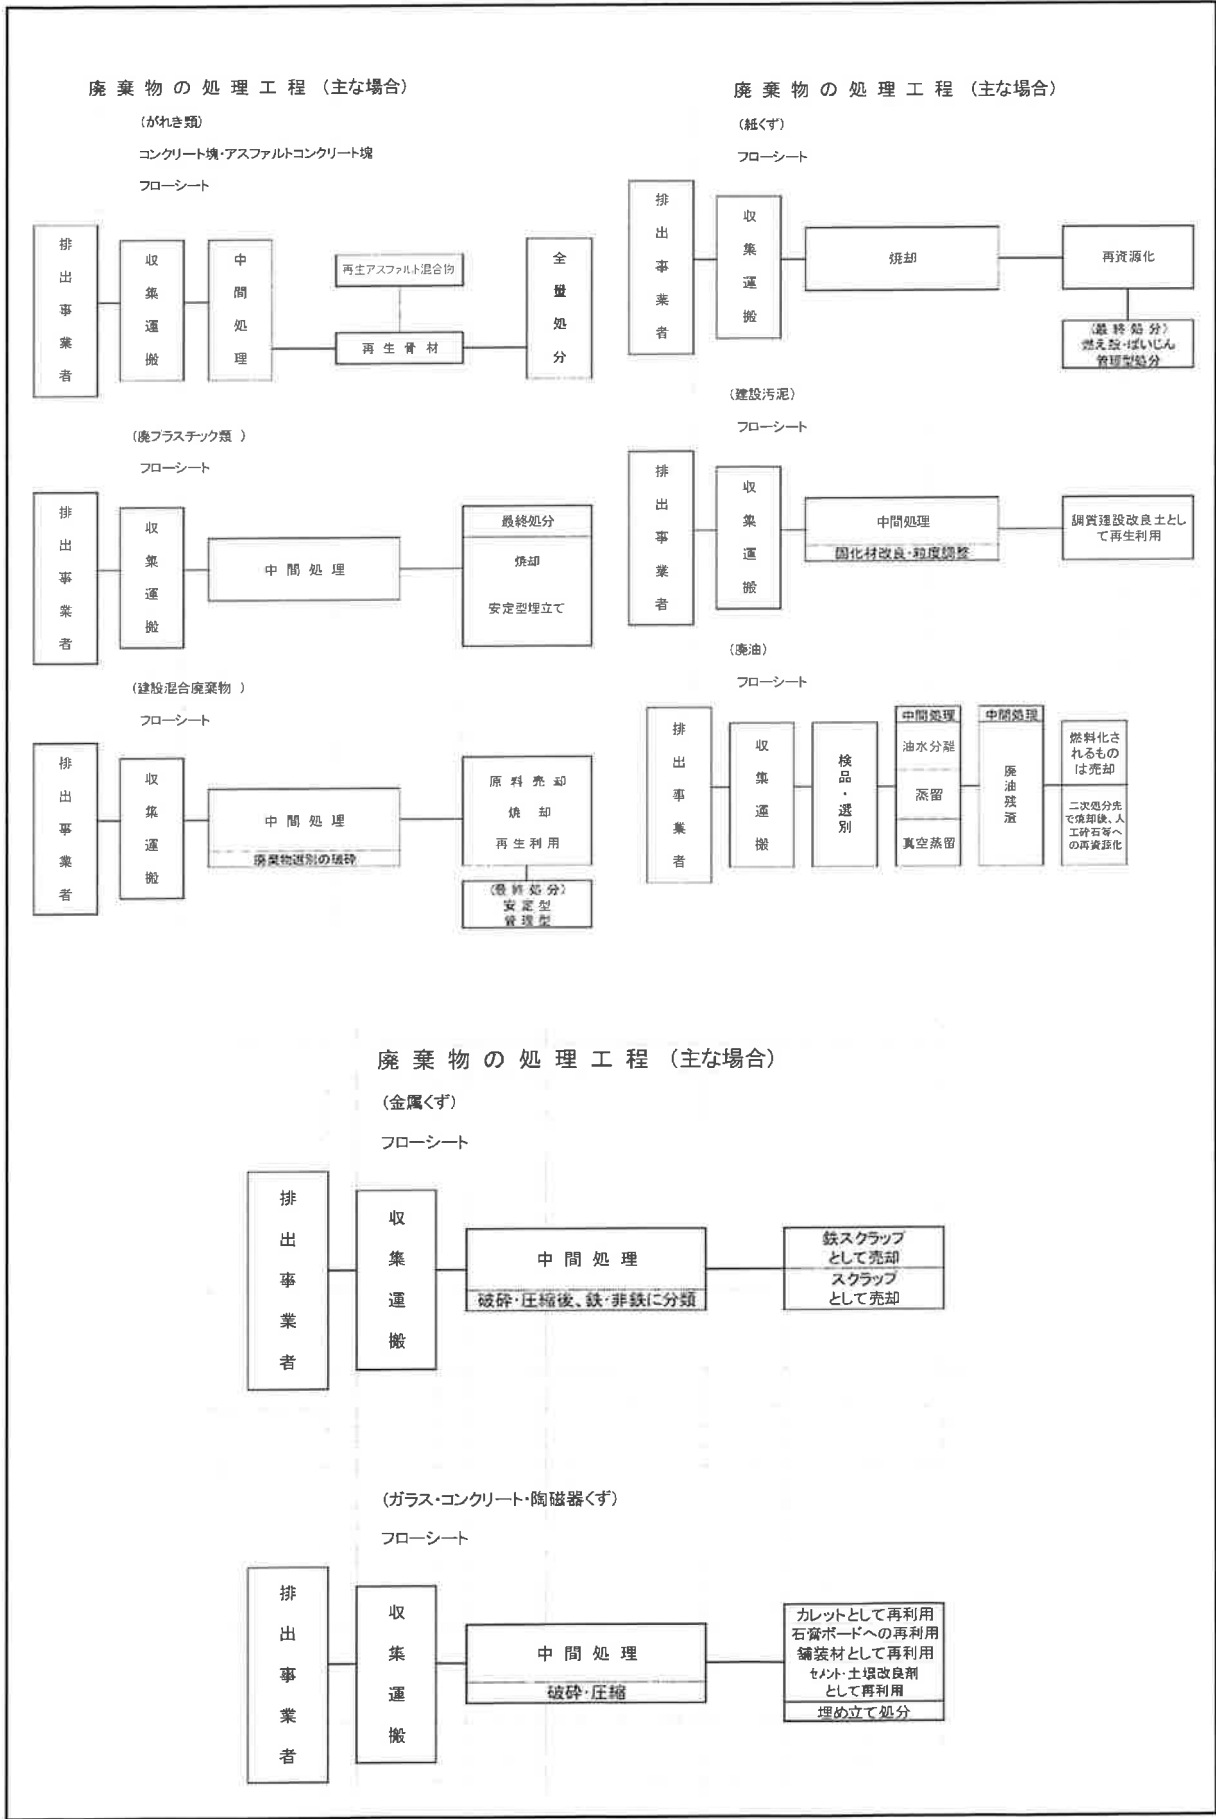 廃棄物の処理工程（主な場合）
（がれき類）
コンクリート塊・アスファルトコンクリート塊
フローシート
排出事業者
収集運搬
中間処理
再生アスファルト混合物
再生骨材
全量処分
（廃プラスチック類 ）
フローシート
排出事業者
収集運搬
中間処理
最終処分
焼却
安定型埋立て
（建設混合廃棄物 ）
フローシート
排出事業者
収集運搬
中間処理
廃棄物選別の破砕
原料売却
焼却
再生利用
（最終処分）
安定型
管理型
廃棄物の処理工程（主な場合）
（紙くず）
フローシート
排出事業者
収集運搬
焼却
再資源化
（最終処分）
燃え殻・ばいじん
管理型処分
（建設汚泥）
フローシート
排出事業者
収集運搬
中間処理
固化材改良・粒度調整
調質建設改良土とし
て再生利用
（廃油）
フローシート
排出事業者
収集運搬
検品・選別
中間処理
油水分離
蒸留
真空蒸留
中間処理
廃油残渣
燃料化さ
れるもの
は売却
二次処分先
で焼却後、人
工砕石等へ
の再資源化
廃棄物の処理工程（主な場合）
（金属くず）
フローシート
排出事業者
収集運搬
中間処理
破砕・圧縮後、鉄・非鉄に分類
鉄スクラップ
として売却
スクラップ
として売却
（ガラス・コンクリート・陶磁器くず）
フローシート
排出事業者
収集運搬
中間処理
破砕・圧縮
カレットとして再利用
石膏ボードへの再利用
舗装材として再利用
セメント・土壌改良剤
として再利用
埋め立て処分